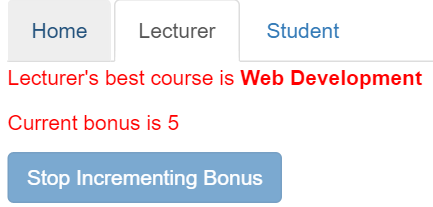 Home Lecturer Student
Lecturer's best course is Web Development
Current bonus is 5
Stop Incrementing Bonus